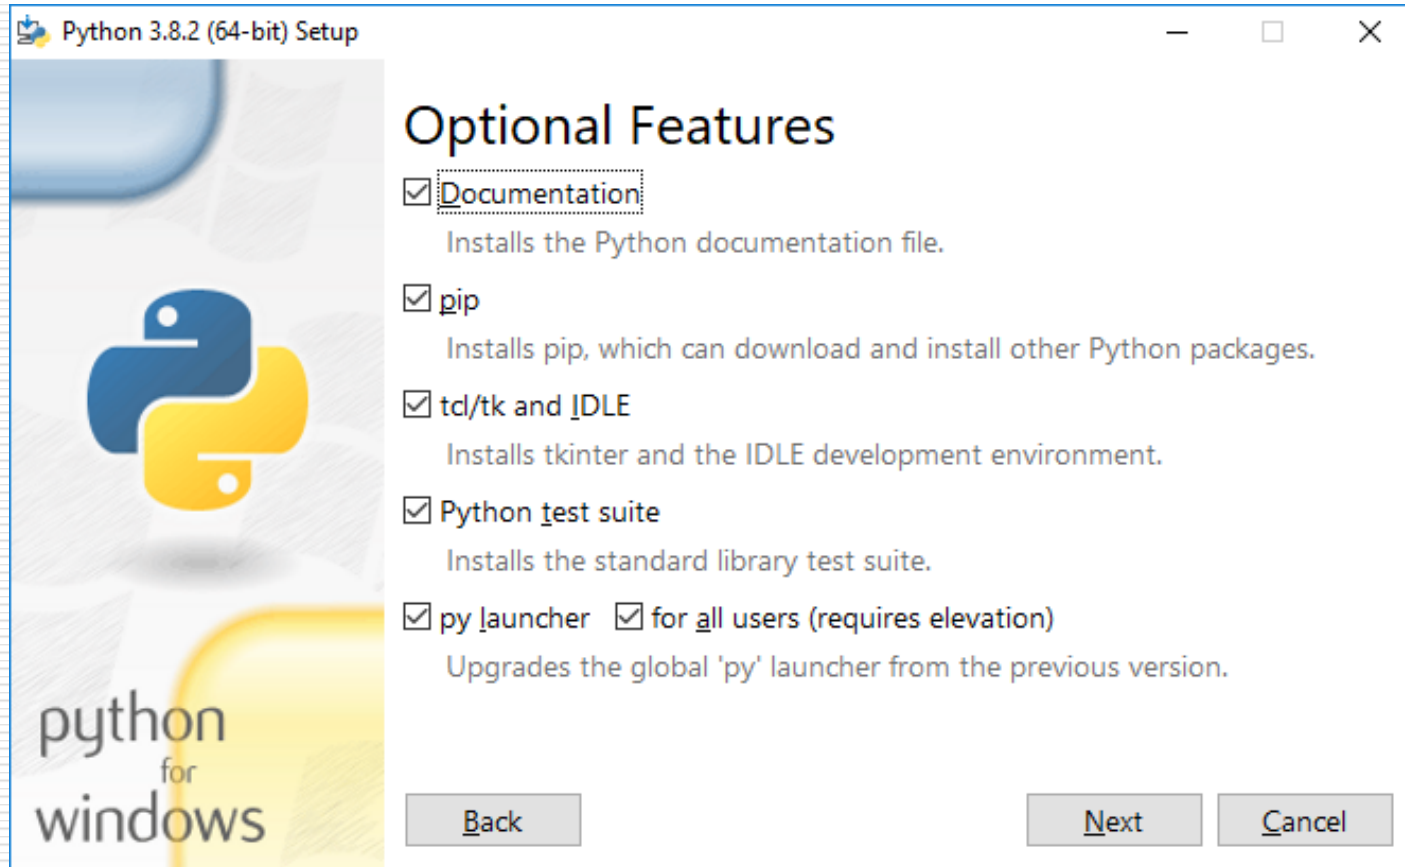 Python 3.8.2 (64-bit) Setup
Optional Features
Documentation
Installs the Python documentation file.
pip
Installs pip, which can download and install other Python packages.
tcl/tk and IDLE
Installs tkinter and the IDLE development environment.
Python test suite
Installs the standard library test suite.
py launcher for all users (requires elevation)
Upgrades the global 'py' launcher from the previous version.
python
for
windows
Back Next Cancel